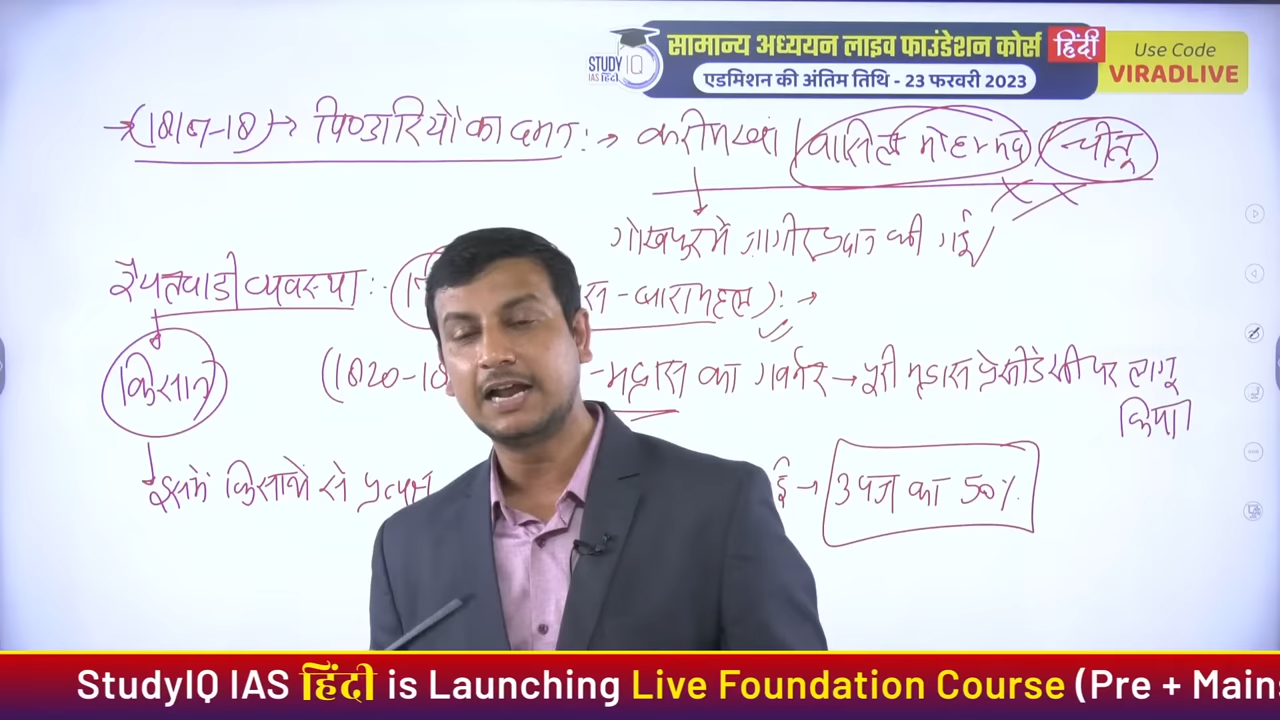 STUDY IQ
IAS हिंदी
सामान्य अध्ययन लाइव फाउंडेशन कोर्स हिंदी
एडमिशन की अंतिम तिथि - 23 फरवरी 2023
Use Code
VIRADLIVE
→ (1817-18) → पिण्डारियों का दमन :→ करीम खां | वासिल मोहम्मद | चीतू
गोरखपुर में जागीर प्रदान की गई/
रैयतवाडी व्यवस्था :-
-बारामहल) : →
किसान
(1820-18 -मद्रास का गवर्नर → पूरी मद्रास प्रेसीडेन्सी पर लागू
किया
इसमें किसानों से प्रत्यक्ष ई → उपज का 50%
StudyIQ IAS हिंदी is Launching Live Foundation Course (Pre + Mains